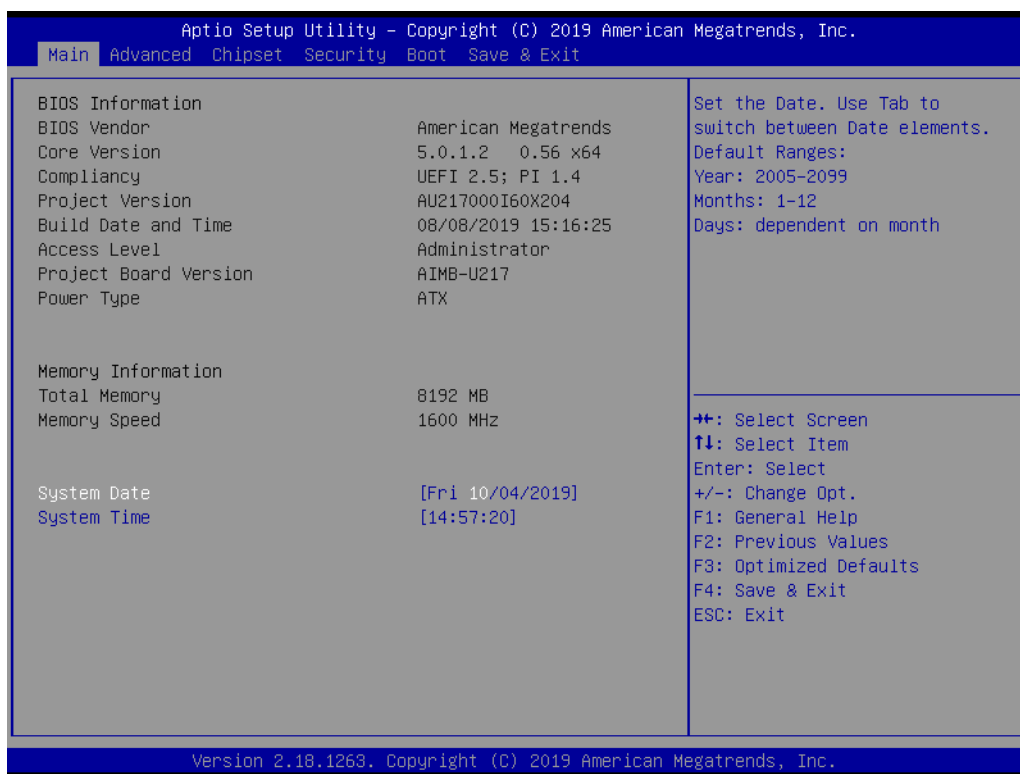 Aptio Setup Utility – Copyright (C) 2019 American Megatrends, Inc.
Main Advanced Chipset Security Boot Save & Exit
BIOS Information
BIOS Vendor American Megatrends
Core Version 5.0.1.2 0.56 x64
Compliancy UEFI 2.5; PI 1.4
Project Version AU217000I60X204
Build Date and Time 08/08/2019 15:16:25
Access Level Administrator
Project Board Version AIMB-U217
Power Type ATX
Memory Information
Total Memory 8192 MB
Memory Speed 1600 MHz
System Date [Fri 10/04/2019]
System Time [14:57:20]
Set the Date. Use Tab to
switch between Date elements.
Default Ranges:
Year: 2005-2099
Months: 1-12
Days: dependent on month
→←: Select Screen
↑↓: Select Item
Enter: Select
+/-: Change Opt.
F1: General Help
F2: Previous Values
F3: Optimized Defaults
F4: Save & Exit
ESC: Exit
Version 2.18.1263. Copyright (C) 2019 American Megatrends, Inc.